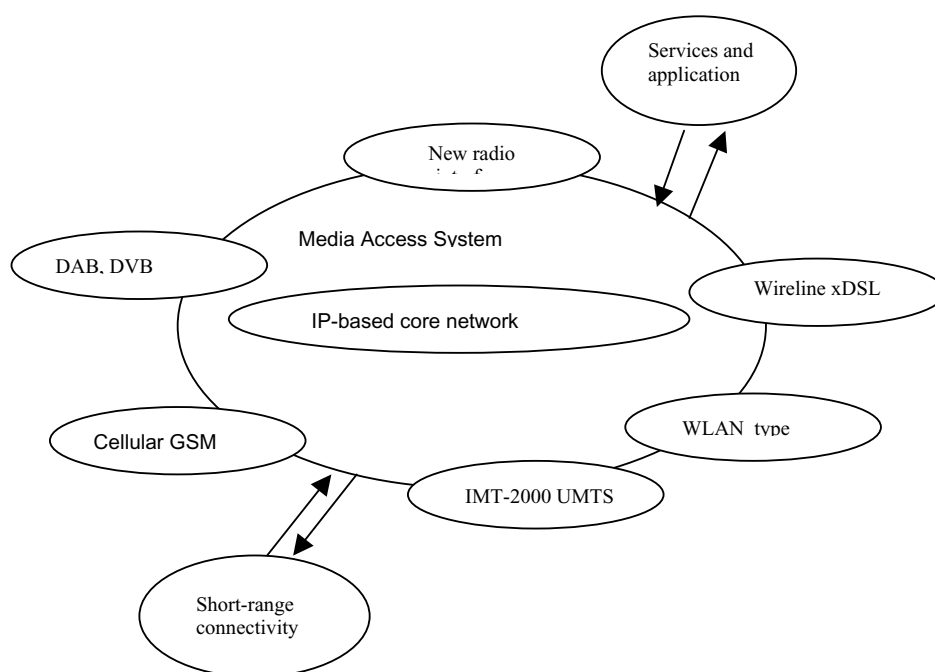 Services and
application
New radio
Media Access System
DAB, DVB
Wireline xDSL
IP-based core network
WLAN type
Cellular GSM
IMT-2000 UMTS
Short-range
connectivity